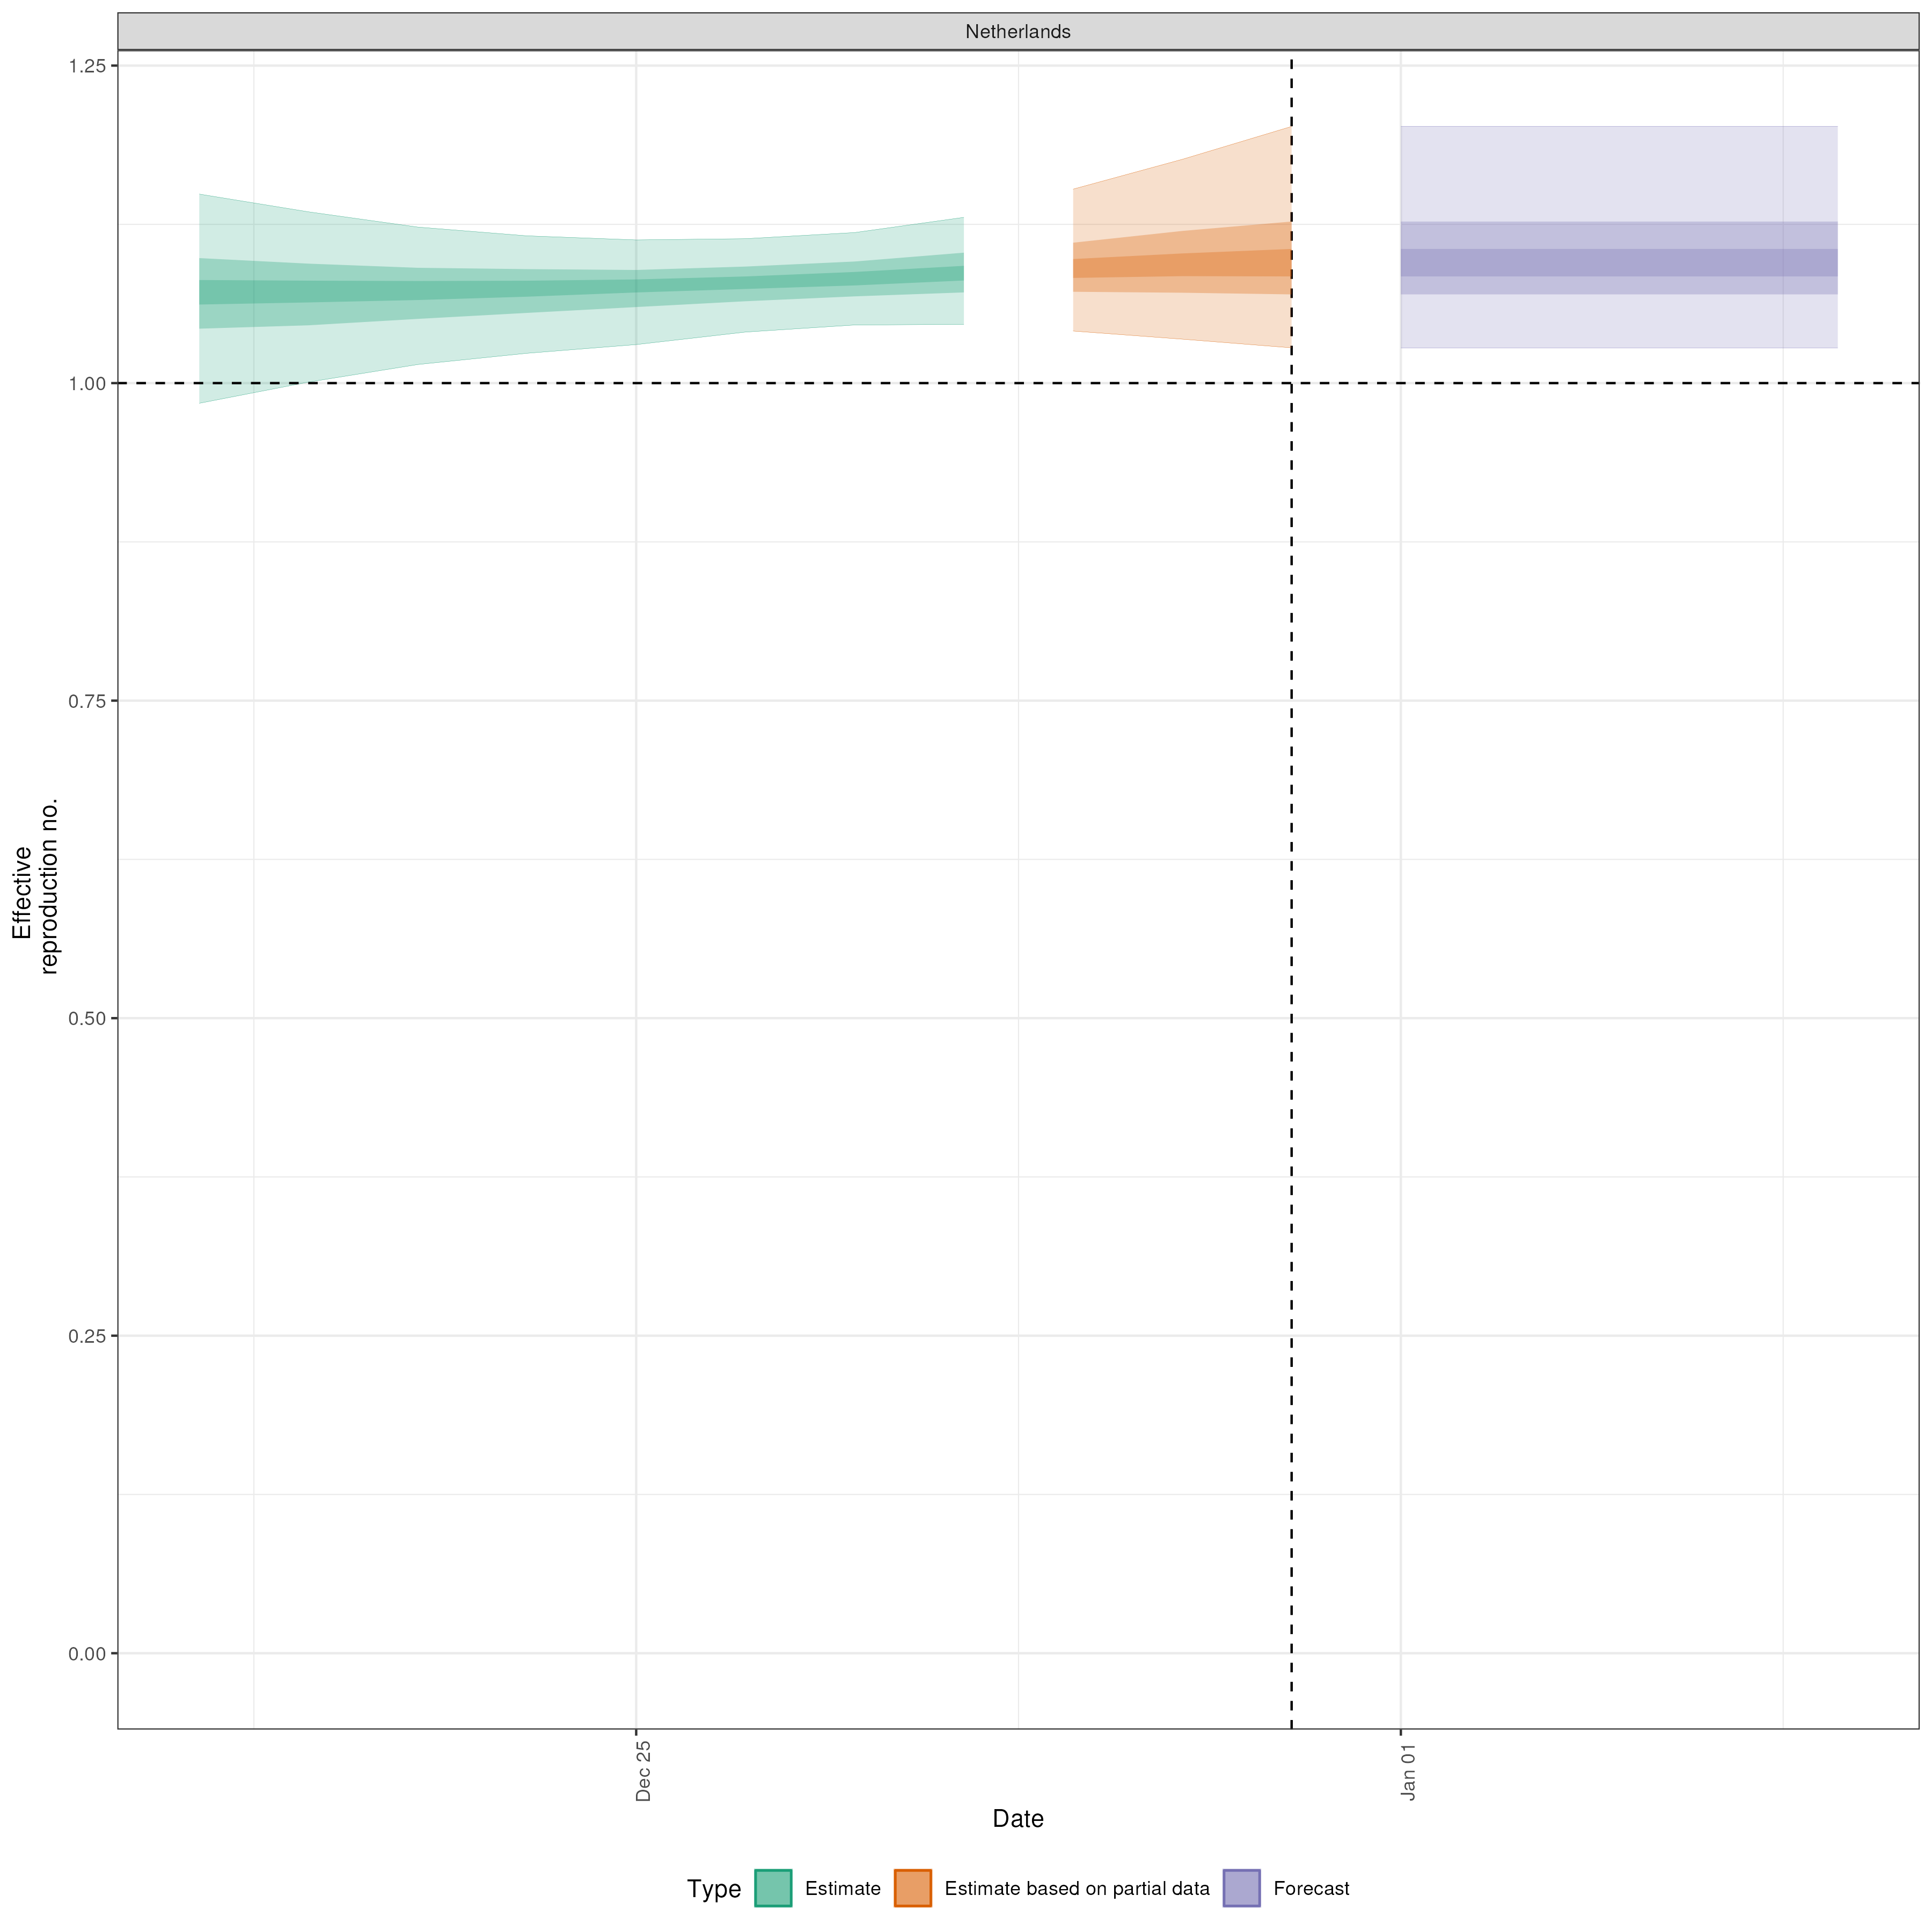 Netherlands
1.25
1.00
0.75
0.50
0.25
0.00
Effective
reproduction no.
Dec 25
Jan 01
Date
Type
Estimate
Estimate based on partial data
Forecast